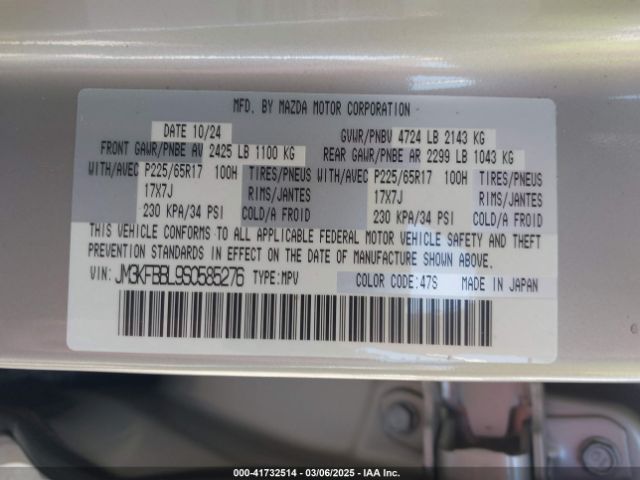 MFD. BY MAZDA MOTOR CORPORATION
DATE 10/24 GVWR/PNBV 4724 LB 2143 KG
FRONT GAWR/PNBE AV 2425 LB 1100 KG REAR GAWR/PNBE AR 2299 LB 1043 KG
WITH/AVEC P225/65R17 100H TIRES/PNEUS WITH/AVEC P225/65R17 100H TIRES/PNEUS
17X7J RIMS/JANTES 17X7J RIMS/JANTES
230 KPA/34 PSI COLD/A FROID 230 KPA/34 PSI COLD/A FROID
THIS VEHICLE CONFORMS TO ALL APPLICABLE FEDERAL MOTOR VEHICLE SAFETY AND THEFT
PREVENTION STANDARDS IN EFFECT ON THE DATE OF MANUFACTURE SHOWN ABOVE.
VIN: JM3KFBBL9S0585276 TYPE: MPV COLOR CODE: 47S MADE IN JAPAN
000-41732514 - 03/06/2025 - IAA Inc.